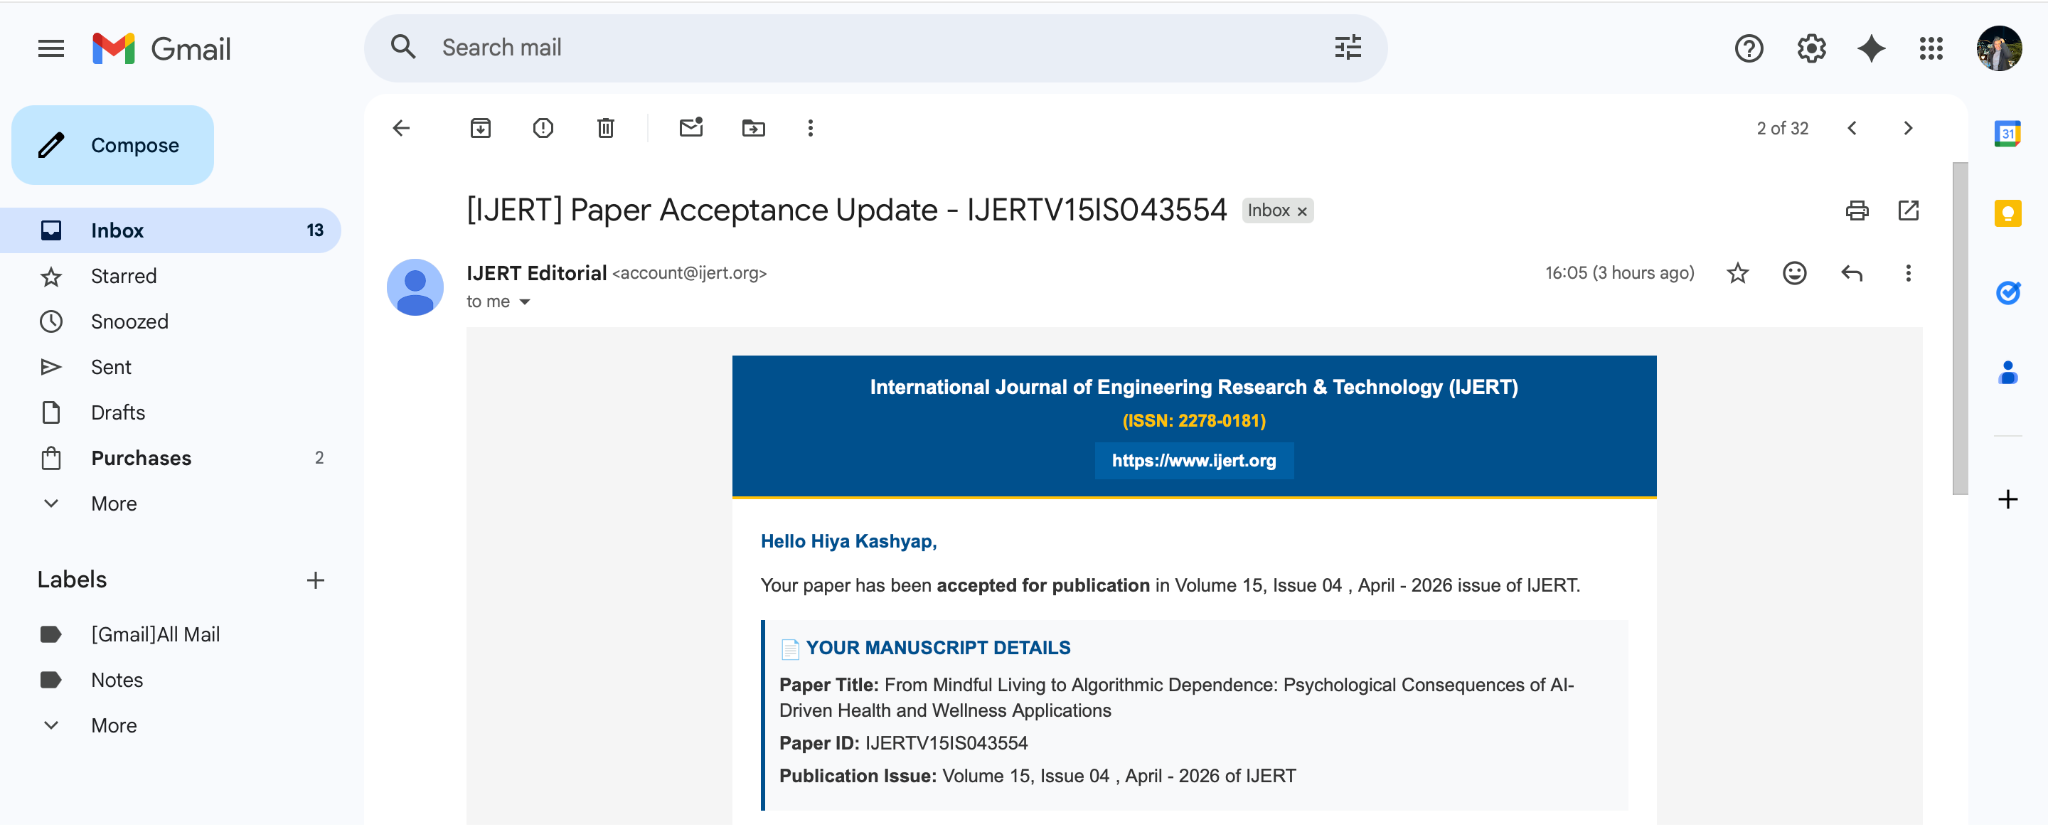 Gmail
Search mail
Compose
Inbox 13
Starred
Snoozed
Sent
Drafts
Purchases 2
More
Labels
[Gmail]All Mail
Notes
More
2 of 32
[IJERT] Paper Acceptance Update - IJERTV15IS043554 Inbox x
IJERT Editorial <account@ijert.org>
16:05 (3 hours ago)
to me
International Journal of Engineering Research & Technology (IJERT)
(ISSN: 2278-0181)
https://www.ijert.org
Hello Hiya Kashyap,
Your paper has been accepted for publication in Volume 15, Issue 04 , April - 2026 issue of IJERT.
YOUR MANUSCRIPT DETAILS
Paper Title: From Mindful Living to Algorithmic Dependence: Psychological Consequences of AI-
Driven Health and Wellness Applications
Paper ID: IJERTV15IS043554
Publication Issue: Volume 15, Issue 04 , April - 2026 of IJERT
31